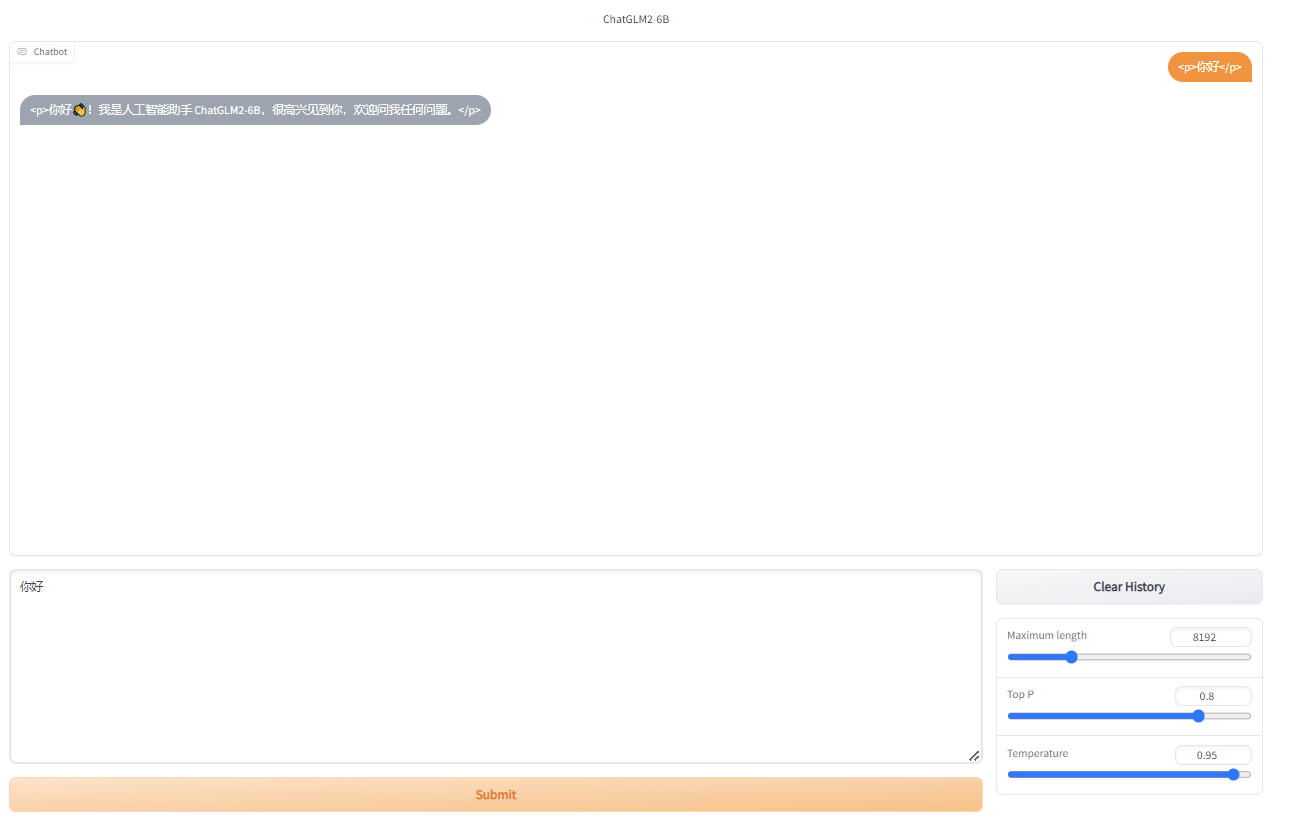 ChatGLM2-6B
Chatbot
<p>你好</p>
<p>你好👋！我是人工智能助手 ChatGLM2-6B，很高兴见到你，欢迎问我任何问题。</p>
你好
Submit
Clear History
Maximum length 8192
Top P 0.8
Temperature 0.95